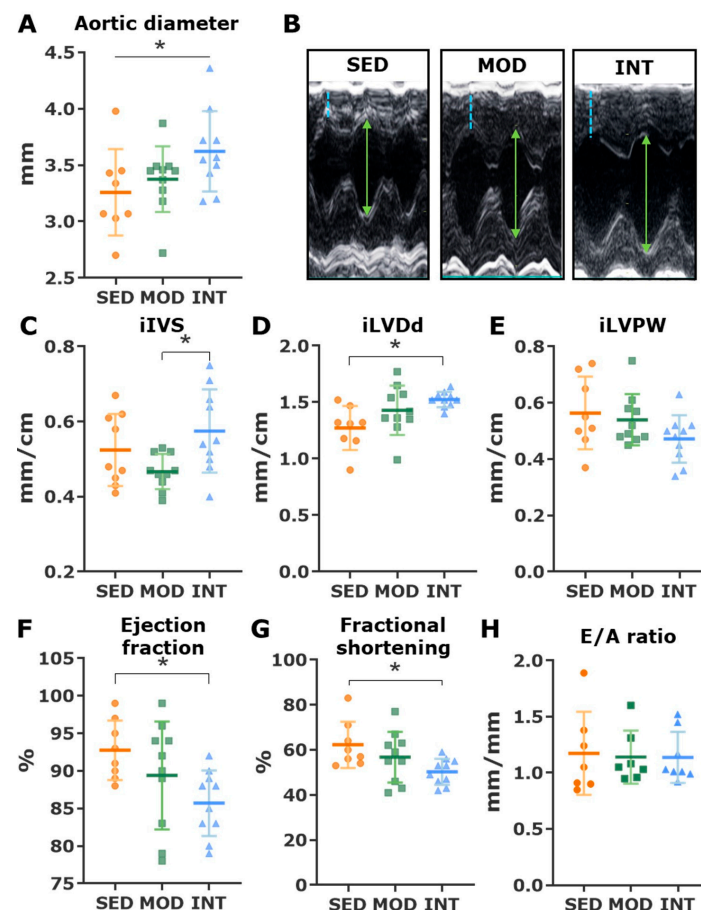 A Aortic diameter
*
4.5
4.0
3.5
3.0
2.5
mm
SED MOD INT
B
SED MOD INT
C iIVS
*
0.8
0.6
0.4
0.2
mm/cm
SED MOD INT
D iLVDd
*
2.0
1.5
1.0
0.5
0.0
mm/cm
SED MOD INT
E iLVPW
0.8
0.6
0.4
0.2
0.0
mm/cm
SED MOD INT
F Ejection
fraction
*
100
95
90
85
80
75
%
SED MOD INT
G Fractional
shortening
*
100
80
60
40
20
0
%
SED MOD INT
H E/A ratio
2.0
1.5
1.0
0.5
0.0
mm/mm
SED MOD INT